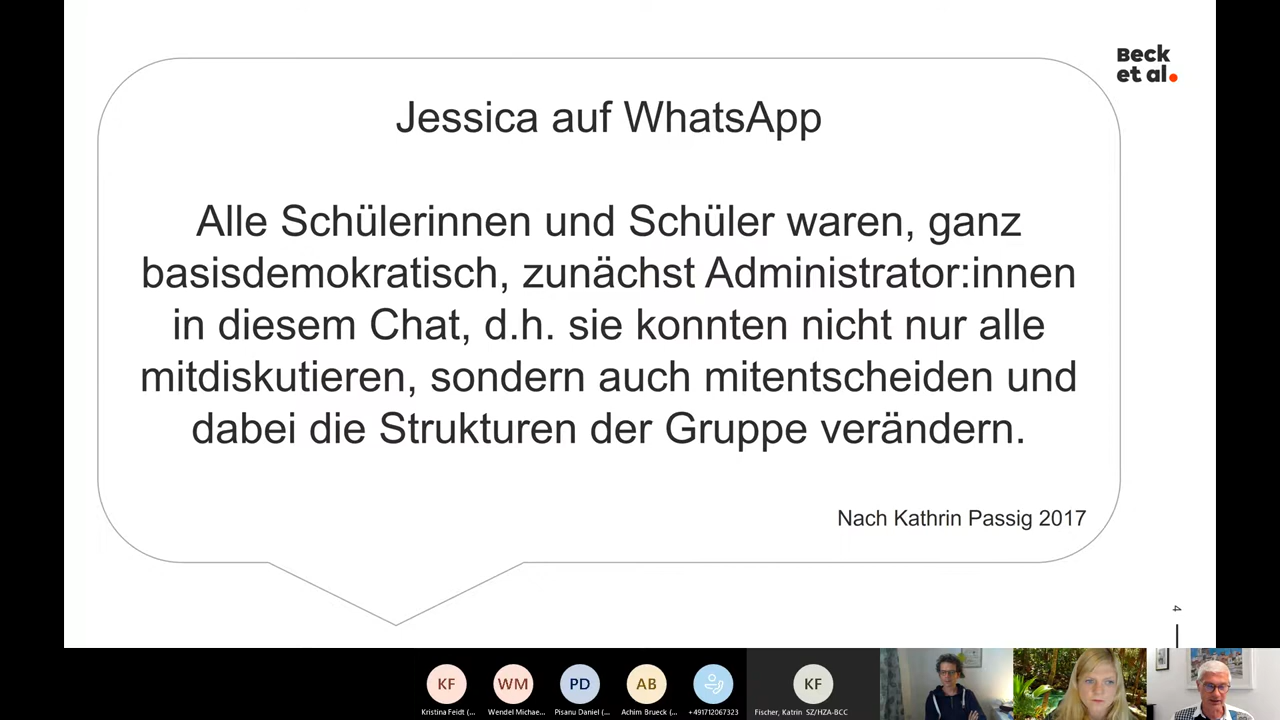 Beck
et al.
Jessica auf WhatsApp
Alle Schülerinnen und Schüler waren, ganz
basisdemokratisch, zunächst Administrator:innen
in diesem Chat, d.h. sie konnten nicht nur alle
mitdiskutieren, sondern auch mitentscheiden und
dabei die Strukturen der Gruppe verändern.
Nach Kathrin Passig 2017
4
KF
WM
PD
AB
KF
Kristina Feidt (...
Wendel Michae...
Pisanu Daniel (...
Achim Brueck (...
+491712067323
Fischer, Katrin SZ/HZA-BCC